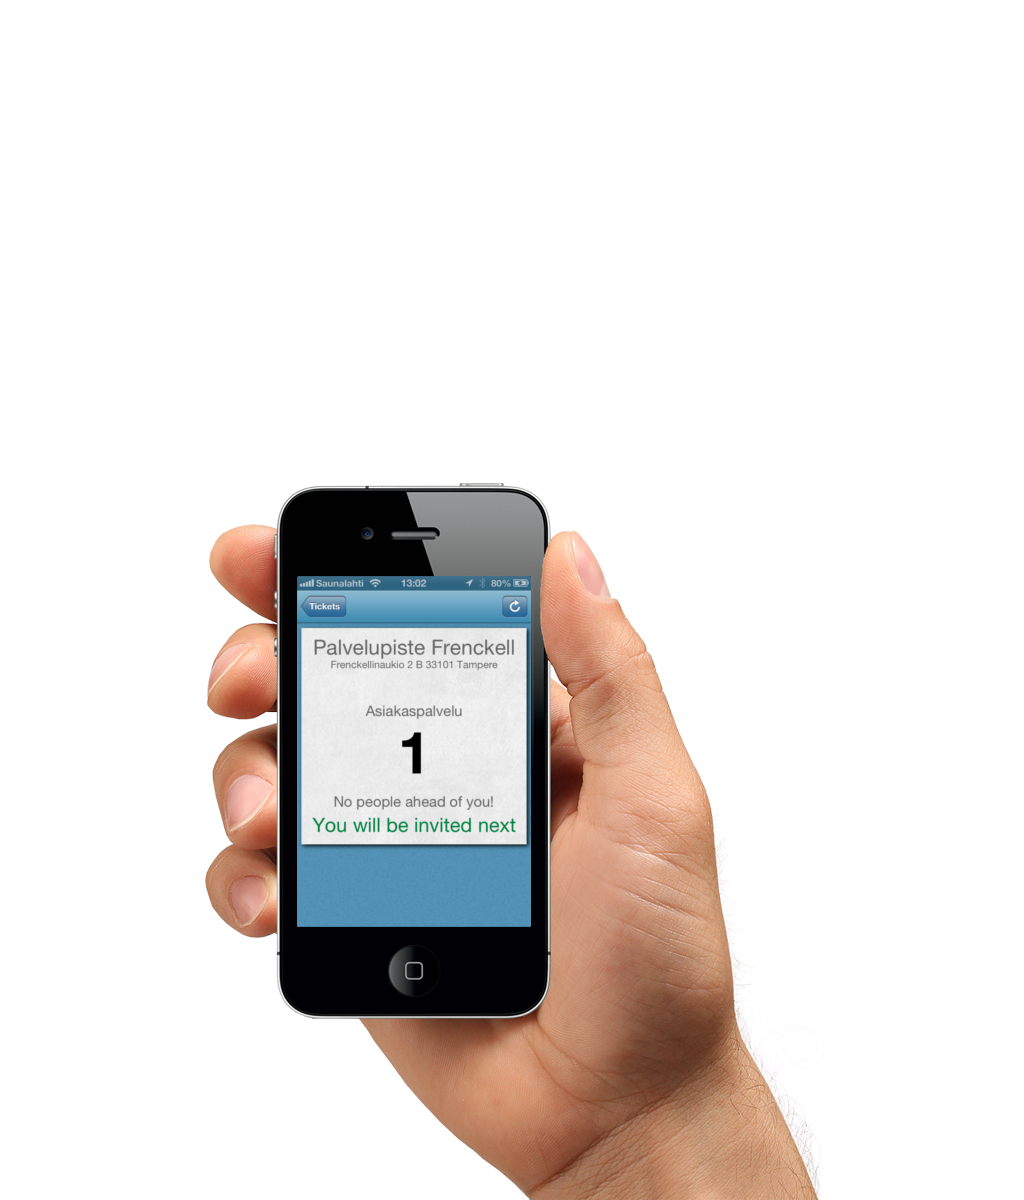 Saunalahti 13:02 80%
Tickets
Palvelupiste Frenckell
Frenckellinaukio 2 B 33101 Tampere
Asiakaspalvelu
1
No people ahead of you!
You will be invited next